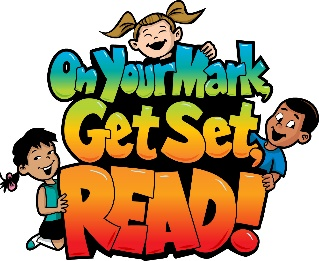 On Your Mark,
Get Set,
READ!